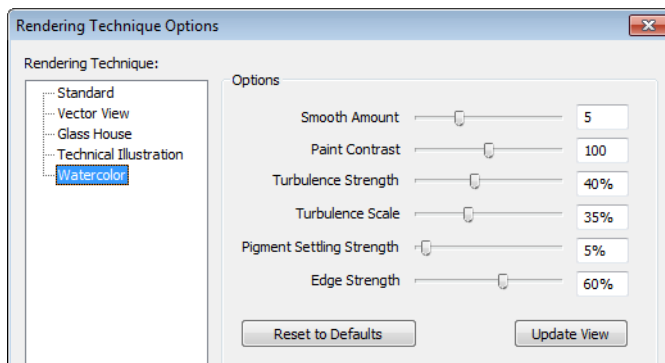 Rendering Technique Options
Rendering Technique:
Standard
Vector View
Glass House
Technical Illustration
Watercolor
Options
Smooth Amount 5
Paint Contrast 100
Turbulence Strength 40%
Turbulence Scale 35%
Pigment Settling Strength 5%
Edge Strength 60%
Reset to Defaults Update View